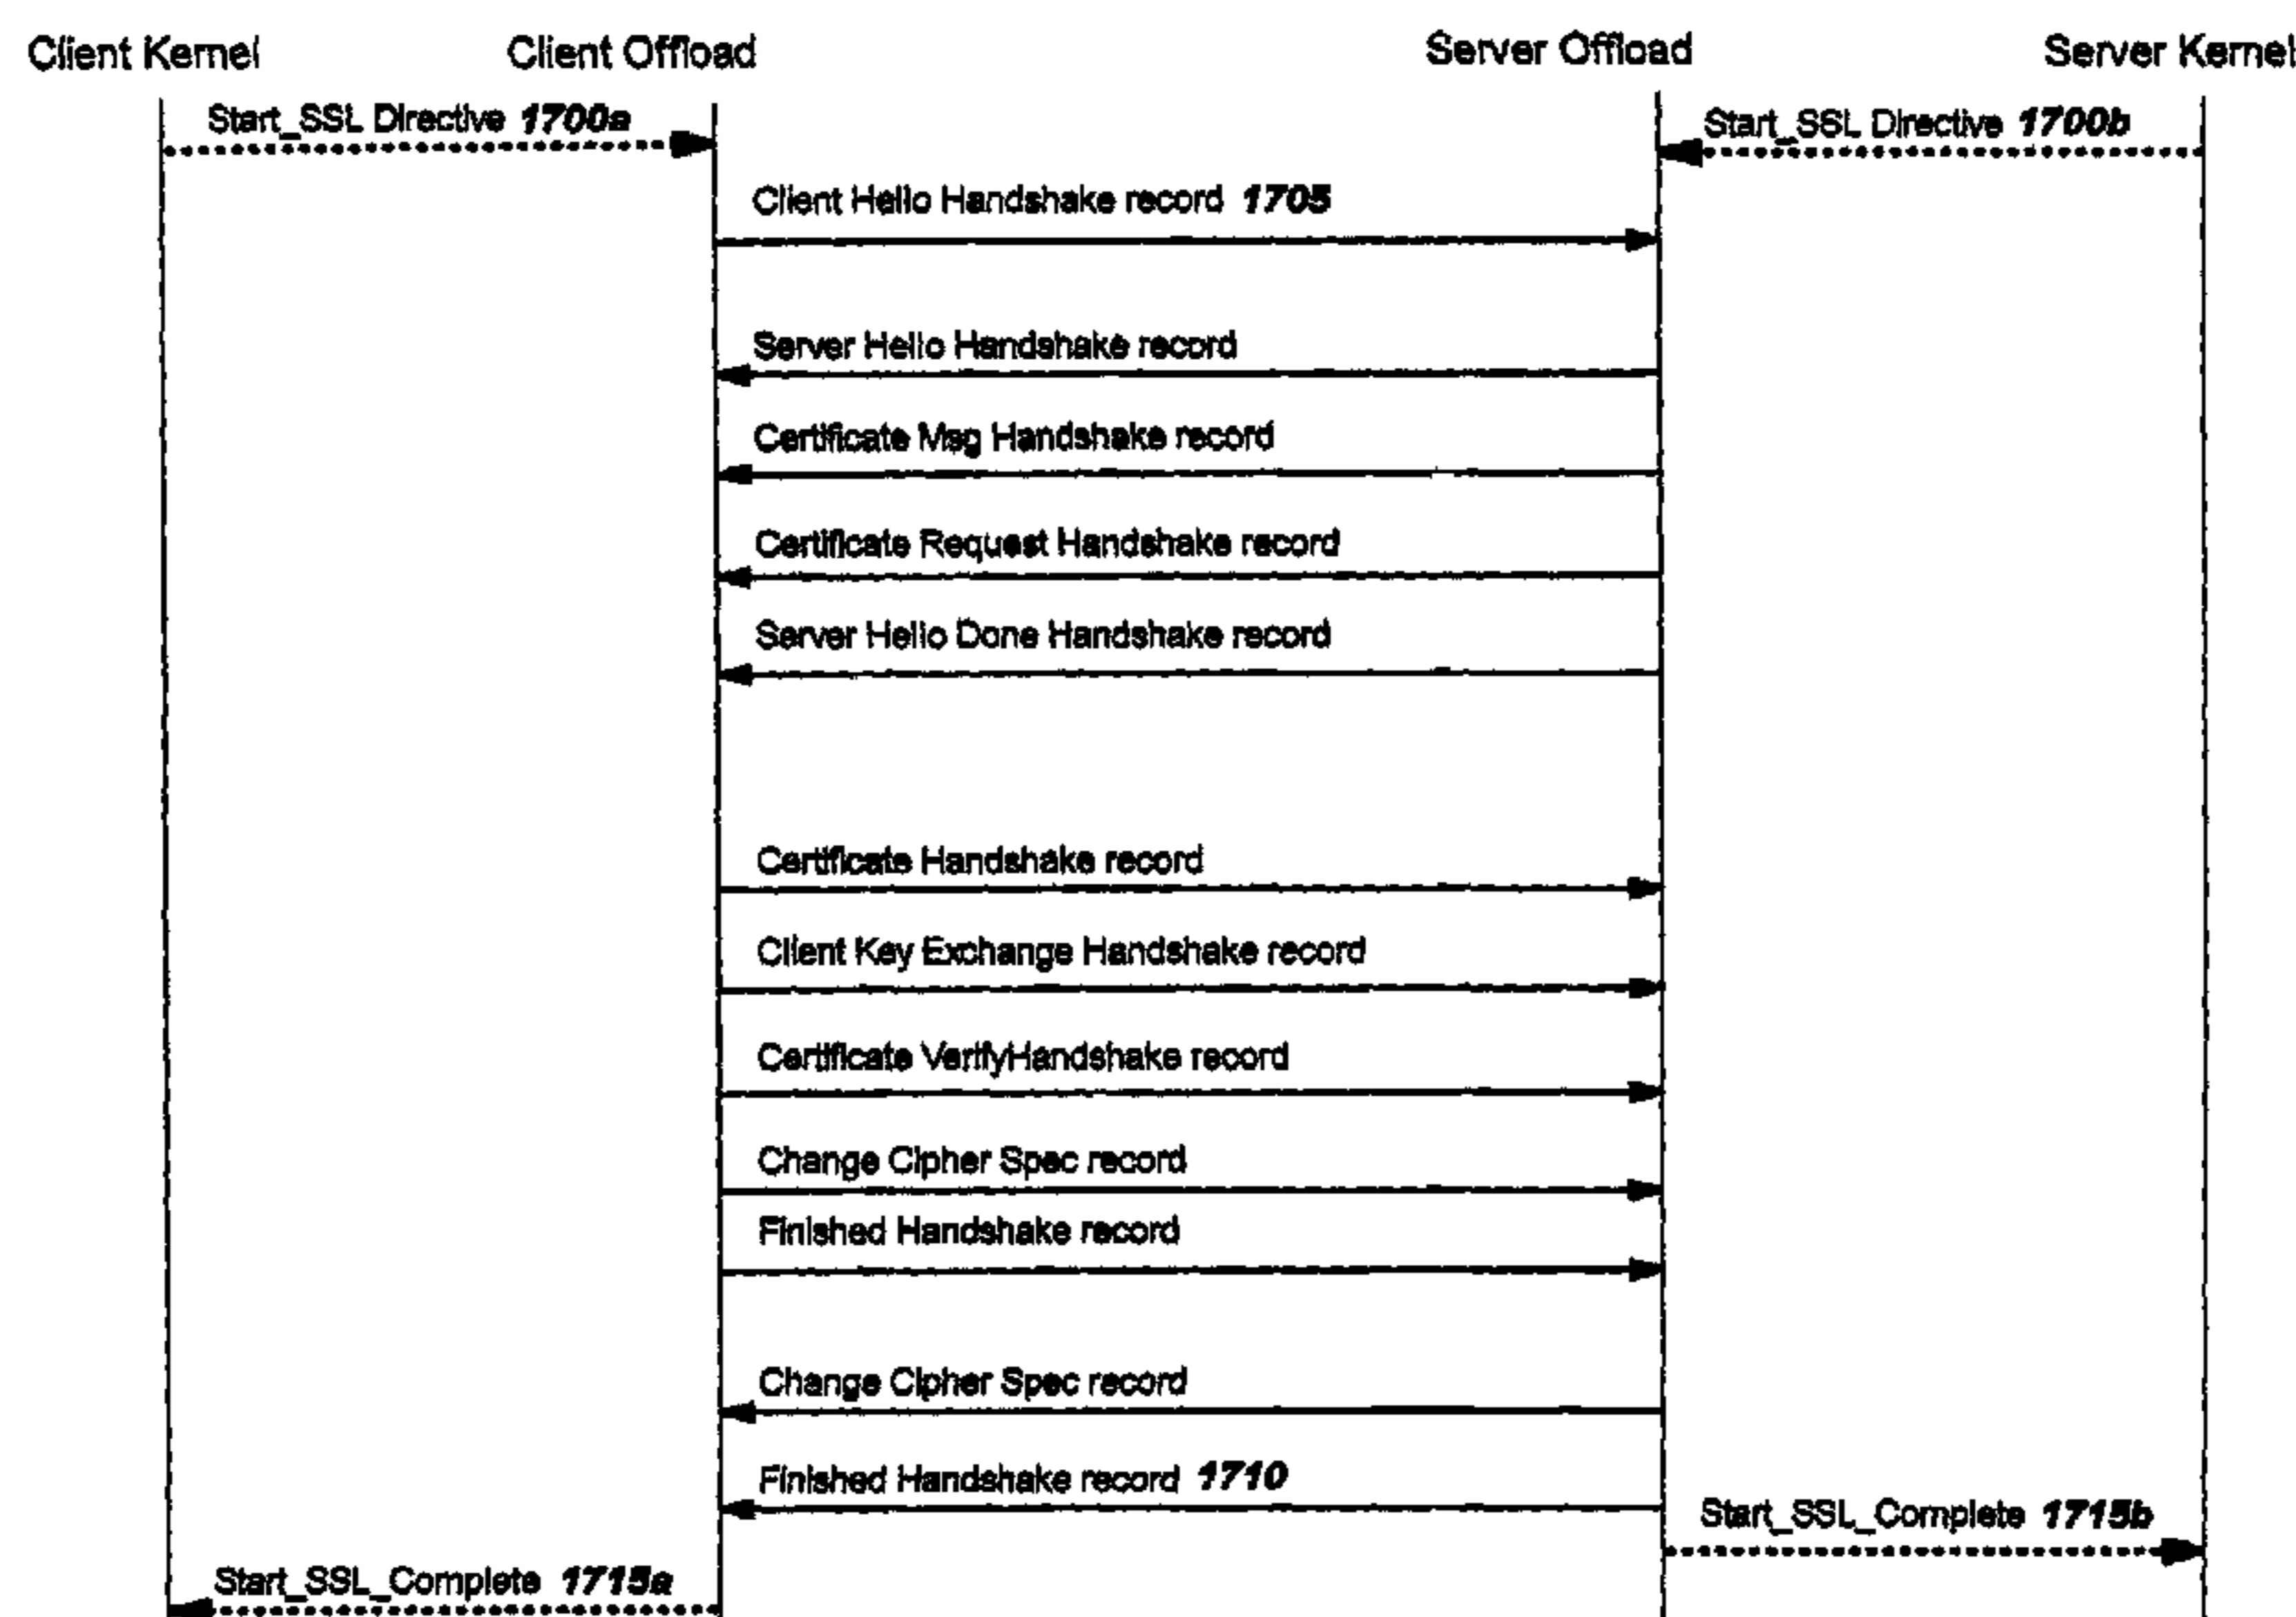 Client Kernel Client Offload Server Offload Server Kernel
Start_SSL Directive 1700a Start_SSL Directive 1700b
Client Hello Handshake record 1705
Server Hello Handshake record
Certificate Msg Handshake record
Certificate Request Handshake record
Server Hello Done Handshake record
Certificate Handshake record
Client Key Exchange Handshake record
Certificate VerifyHandshake record
Change Cipher Spec record
Finished Handshake record
Change Cipher Spec record
Finished Handshake record 1710
Start_SSL_Complete 1715b
Start_SSL_Complete 1715a